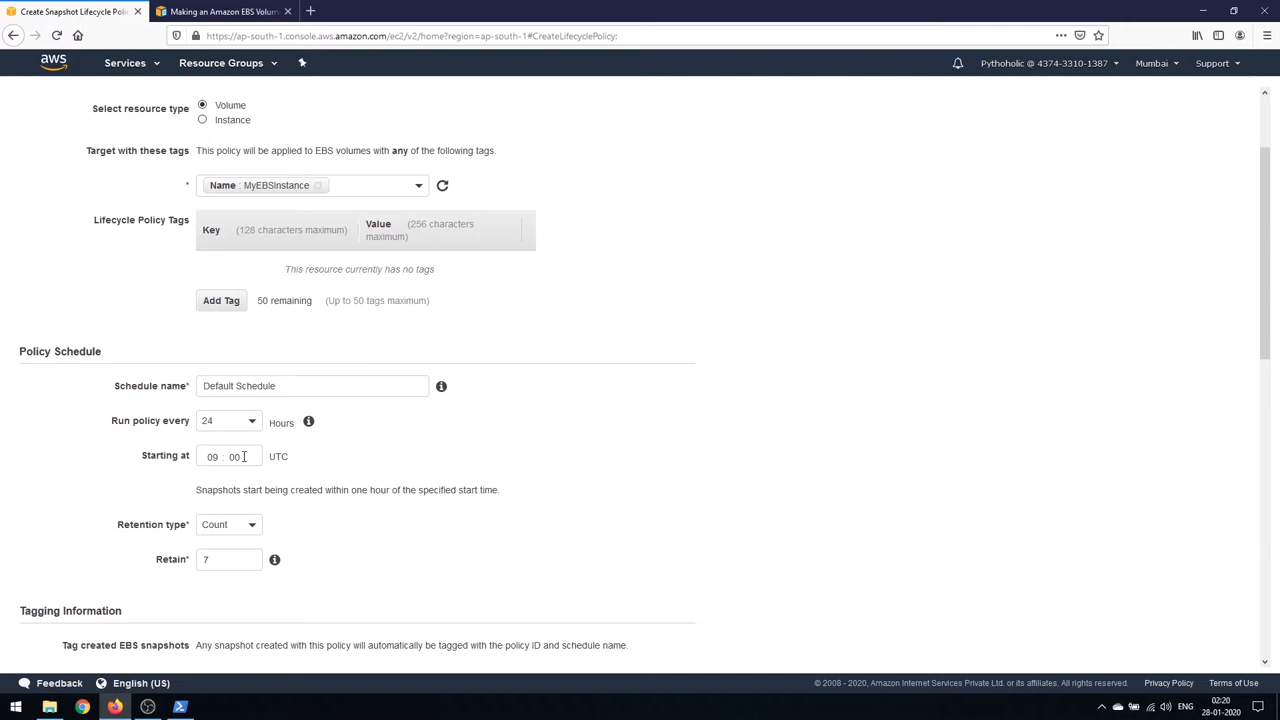 Create Snapshot Lifecycle Polic
Making an Amazon EBS Volum
https://ap-south-1.console.aws.amazon.com/ec2/v2/home?region=ap-south-1#CreateLifecyclePolicy:
aws
Services
Resource Groups
Pythoholic @ 4374-3310-1387
Mumbai
Support
Select resource type
Volume
Instance
Target with these tags
This policy will be applied to EBS volumes with any of the following tags.
*
Name : MyEBSInstance
Lifecycle Policy Tags
Key (128 characters maximum)
Value (256 characters
maximum)
This resource currently has no tags
Add Tag
50 remaining
(Up to 50 tags maximum)
Policy Schedule
Schedule name*
Default Schedule
Run policy every
24
Hours
Starting at
09 : 00
UTC
Snapshots start being created within one hour of the specified start time.
Retention type*
Count
Retain*
7
Tagging Information
Tag created EBS snapshots
Any snapshot created with this policy will automatically be tagged with the policy ID and schedule name.
Feedback
English (US)
© 2008 - 2020, Amazon Internet Services Private Ltd. or its affiliates. All rights reserved.
Privacy Policy
Terms of Use
ENG
02:20
28-01-2020